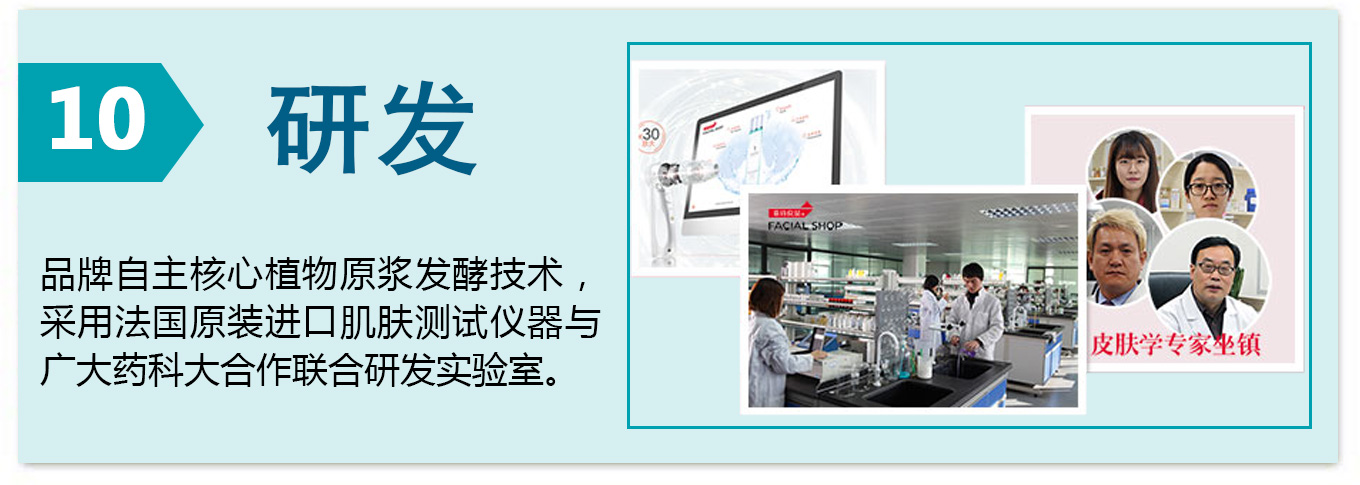 10
研发
品牌自主核心植物原浆发酵技术，
采用法国原装进口肌肤测试仪器与
广大药科大合作联合研发实验室。
30
FACIAL SHOP
FACIAL SHOP
皮肤学专家坐镇